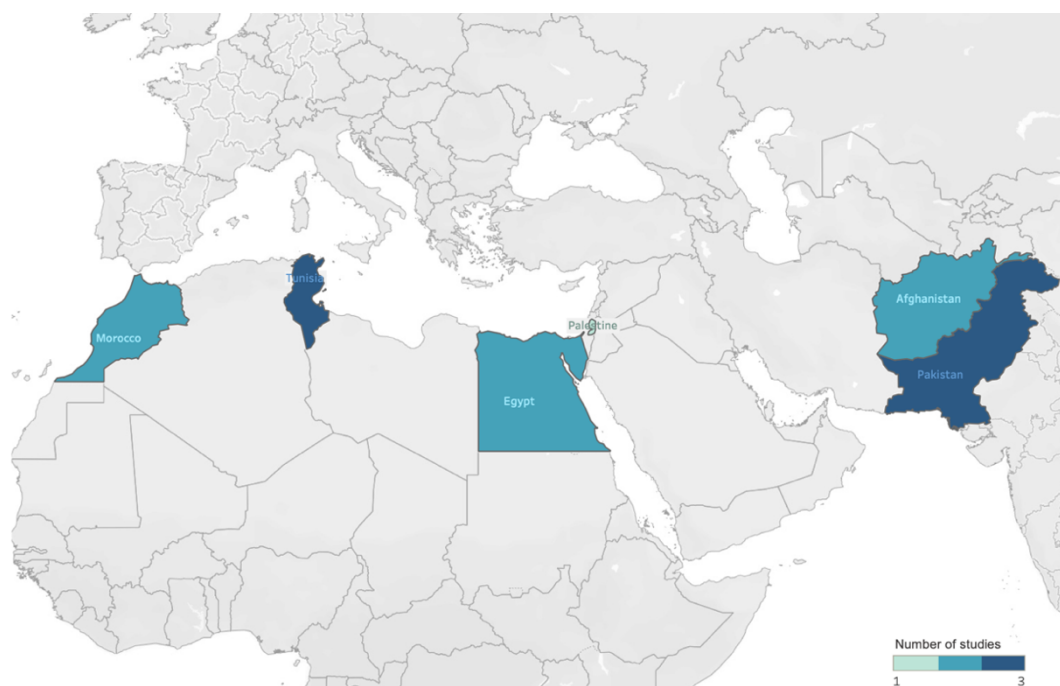 Tunisia
Morocco
Palestine
Egypt
Afghanistan
Pakistan
Number of studies
1 3